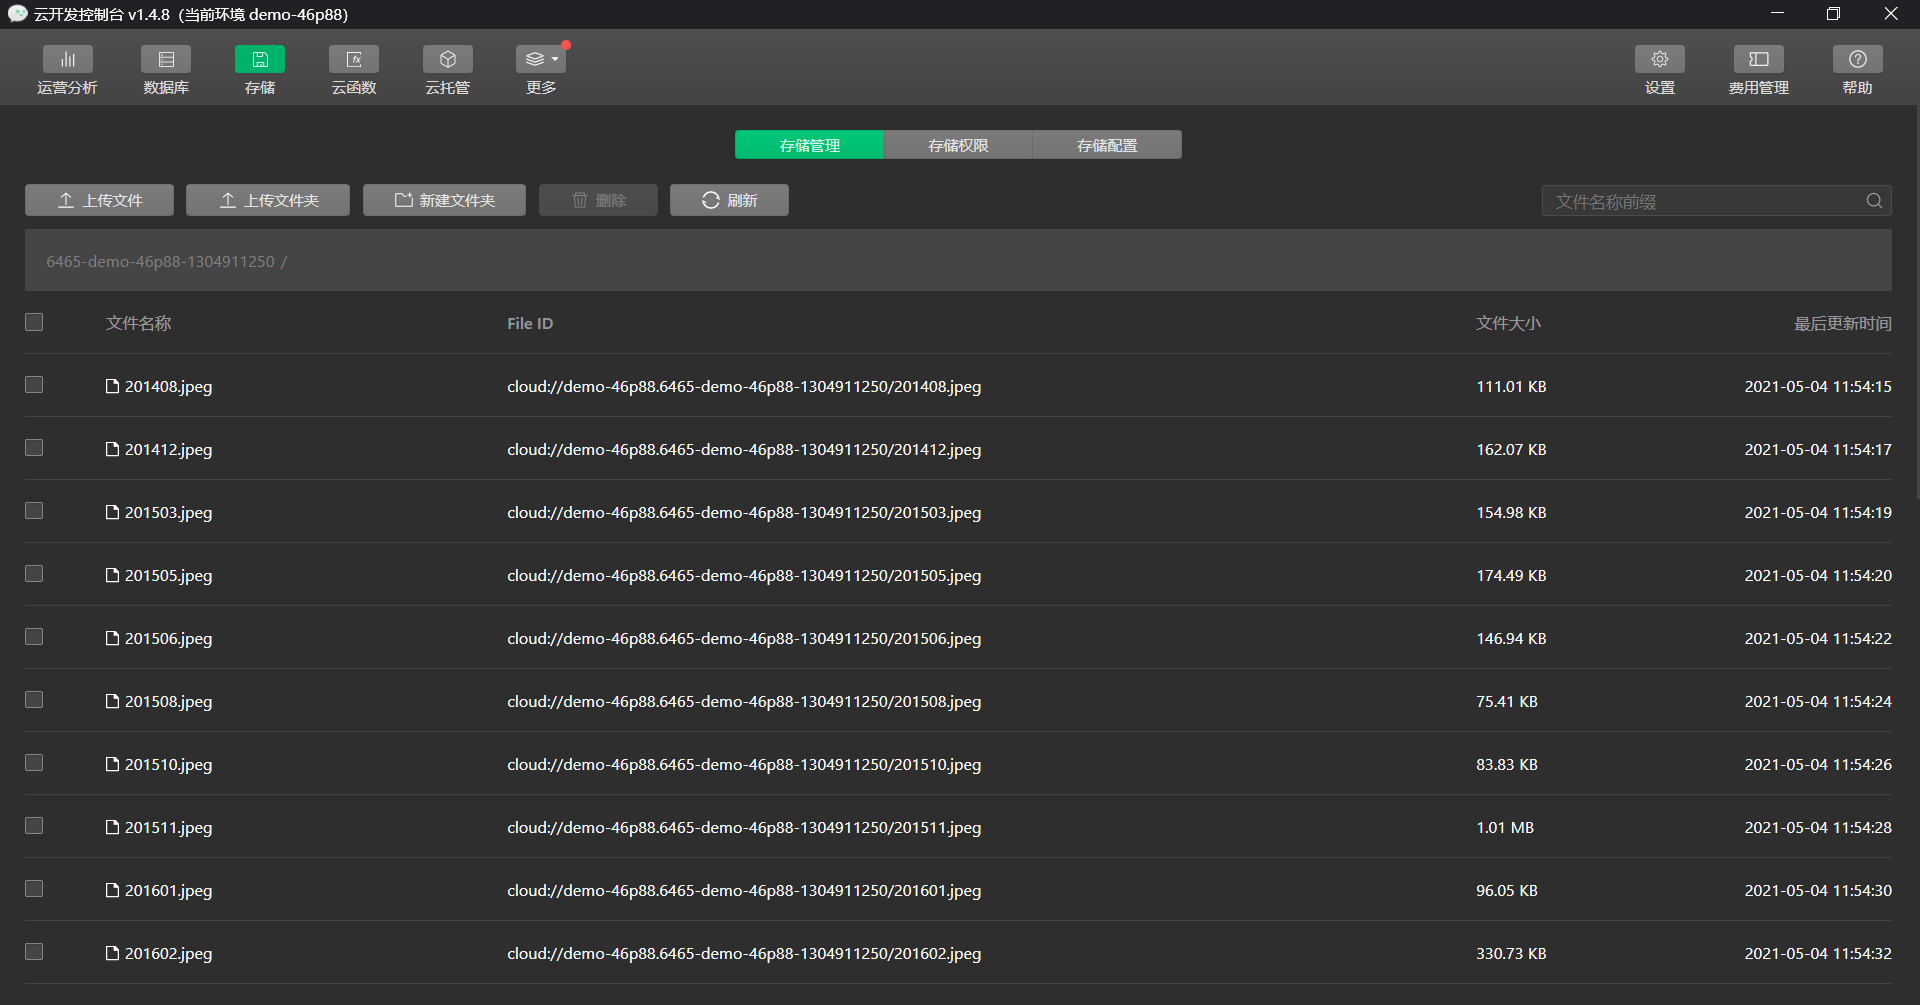 云开发控制台 v1.4.8 (当前环境 demo-46p88)
运营分析 数据库 存储 云函数 云托管 更多 设置 费用管理 帮助
存储管理 存储权限 存储配置
上传文件 上传文件夹 新建文件夹 删除 刷新 文件名称前缀
6465-demo-46p88-1304911250 /
文件名称 File ID 文件大小 最后更新时间
201408.jpeg cloud://demo-46p88.6465-demo-46p88-1304911250/201408.jpeg 111.01 KB 2021-05-04 11:54:15
201412.jpeg cloud://demo-46p88.6465-demo-46p88-1304911250/201412.jpeg 162.07 KB 2021-05-04 11:54:17
201503.jpeg cloud://demo-46p88.6465-demo-46p88-1304911250/201503.jpeg 154.98 KB 2021-05-04 11:54:19
201505.jpeg cloud://demo-46p88.6465-demo-46p88-1304911250/201505.jpeg 174.49 KB 2021-05-04 11:54:20
201506.jpeg cloud://demo-46p88.6465-demo-46p88-1304911250/201506.jpeg 146.94 KB 2021-05-04 11:54:22
201508.jpeg cloud://demo-46p88.6465-demo-46p88-1304911250/201508.jpeg 75.41 KB 2021-05-04 11:54:24
201510.jpeg cloud://demo-46p88.6465-demo-46p88-1304911250/201510.jpeg 83.83 KB 2021-05-04 11:54:26
201511.jpeg cloud://demo-46p88.6465-demo-46p88-1304911250/201511.jpeg 1.01 MB 2021-05-04 11:54:28
201601.jpeg cloud://demo-46p88.6465-demo-46p88-1304911250/201601.jpeg 96.05 KB 2021-05-04 11:54:30
201602.jpeg cloud://demo-46p88.6465-demo-46p88-1304911250/201602.jpeg 330.73 KB 2021-05-04 11:54:32